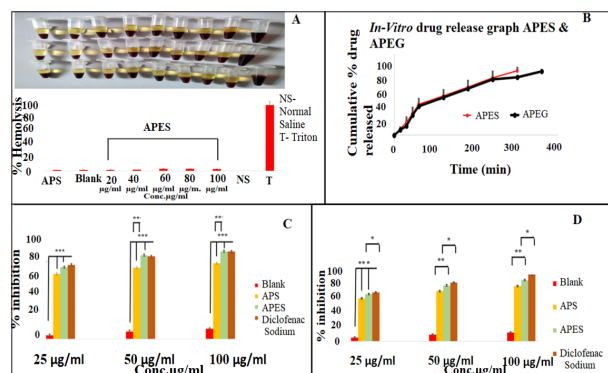 A
% Hemolysis
100
80
60
40
20
0
APES
NS-
Normal
Saline
T- Triton
APS
Blank
20
40
60
80
100
NS
T
µg/ml
µg/ml
µg/ml
µg/m.
µg/ml
Conc.µg/ml
B
In-Vitro drug release graph APES &
APEG
Cumulative % drug
released
80
60
40
20
0
APES
APEG
0
100
200
300
400
Time (min)
C
% inhibition
100
80
60
40
20
0
***
**
***
**
***
Blank
APS
APES
Diclofenac
Sodium
25 µg/ml
50 µg/ml
100 µg/ml
Conc.µg/ml
D
% inhibition
100
80
60
40
20
0
***
*
**
*
**
*
Blank
APS
APES
Diclofenac
Sodium
25 µg/ml
50 µg/ml
100 µg/ml
Conc.µg/ml